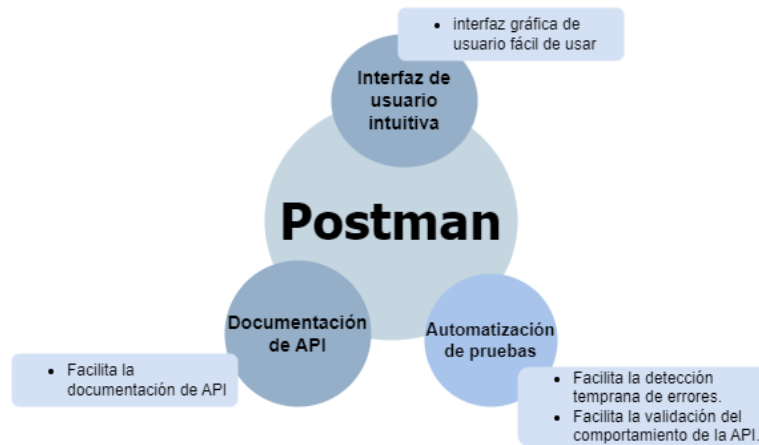 • interfaz gráfica de
usuario fácil de usar
Interfaz de
usuario
intuitiva
Postman
Documentación
de API
Automatización
de pruebas
• Facilita la
documentación de API
• Facilita la detección
temprana de errores.
• Facilita la validación del
comportamiento de la API.